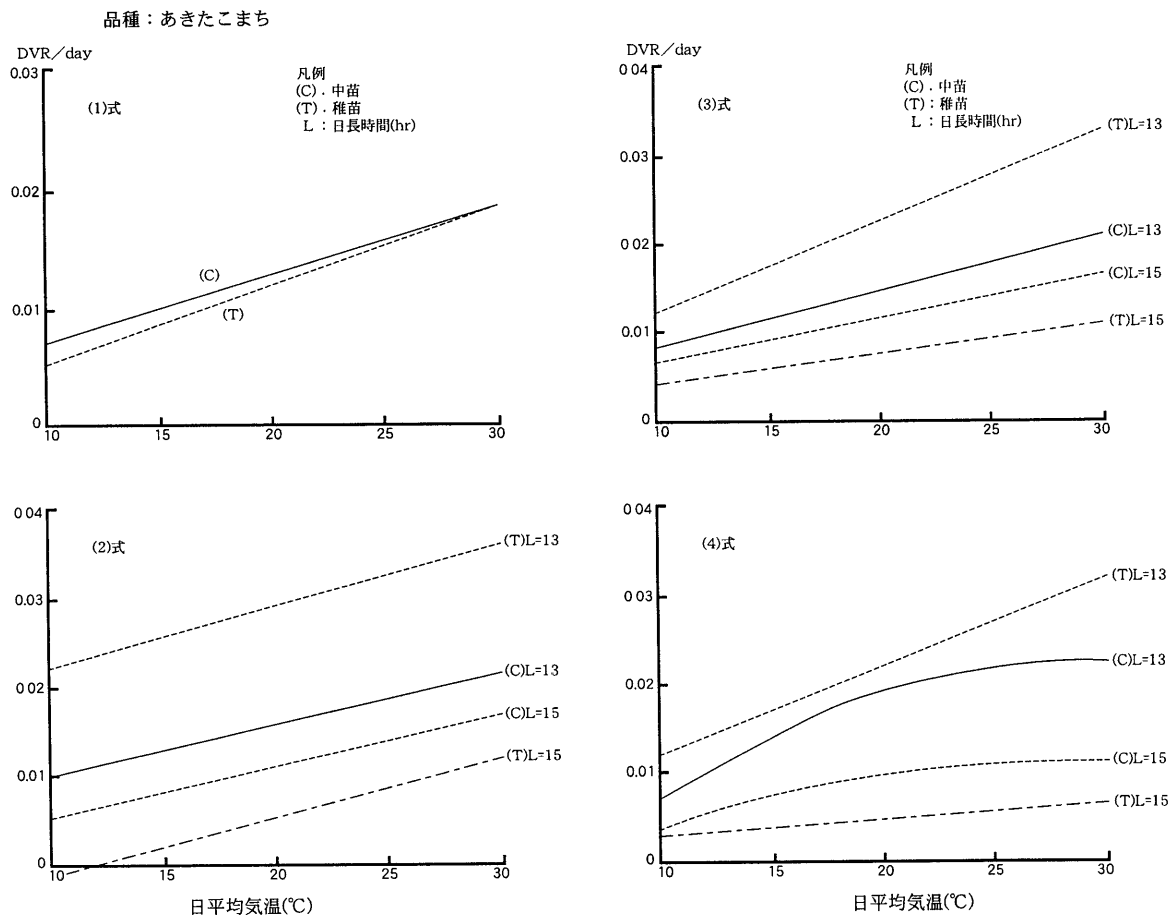 品種：あきたこまち
DVR／day
0.03
0.02
0.01
0
(1)式
凡例
(C)．中苗
(T)．稚苗
L：日長時間(hr)
(C)
(T)
10 15 20 25 30
DVR／day
0 04
0.03
0 02
0 01
0
(3)式
凡例
(C)．中苗
(T)：稚苗
L：日長時間(hr)
(T)L=13
(C)L=13
(C)L=15
(T)L=15
10 15 20 25 30
0 04
0.03
0.02
0.01
0
(2)式
(T)L=13
(C)L=13
(C)L=15
(T)L=15
10 15 20 25 30
日平均気温(℃)
0 04
0 03
0.02
0.01
0
(4)式
(T)L=13
(C)L=13
(C)L=15
(T)L=15
10 15 20 25 30
日平均気温(℃)